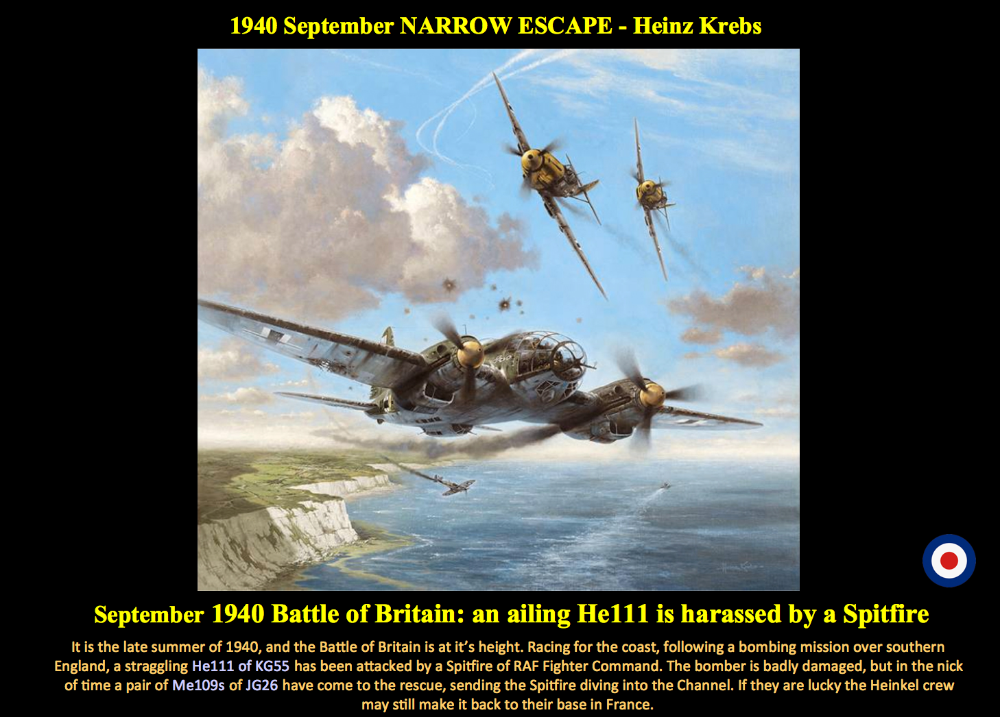 1940 September NARROW ESCAPE - Heinz Krebs
September 1940 Battle of Britain: an ailing He111 is harassed by a Spitfire
It is the late summer of 1940, and the Battle of Britain is at it’s height. Racing for the coast, following a bombing mission over southern
England, a straggling He111 of KG55 has been attacked by a Spitfire of RAF Fighter Command. The bomber is badly damaged, but in the nick
of time a pair of Me109s of JG26 have come to the rescue, sending the Spitfire diving into the Channel. If they are lucky the Heinkel crew
may still make it back to their base in France.